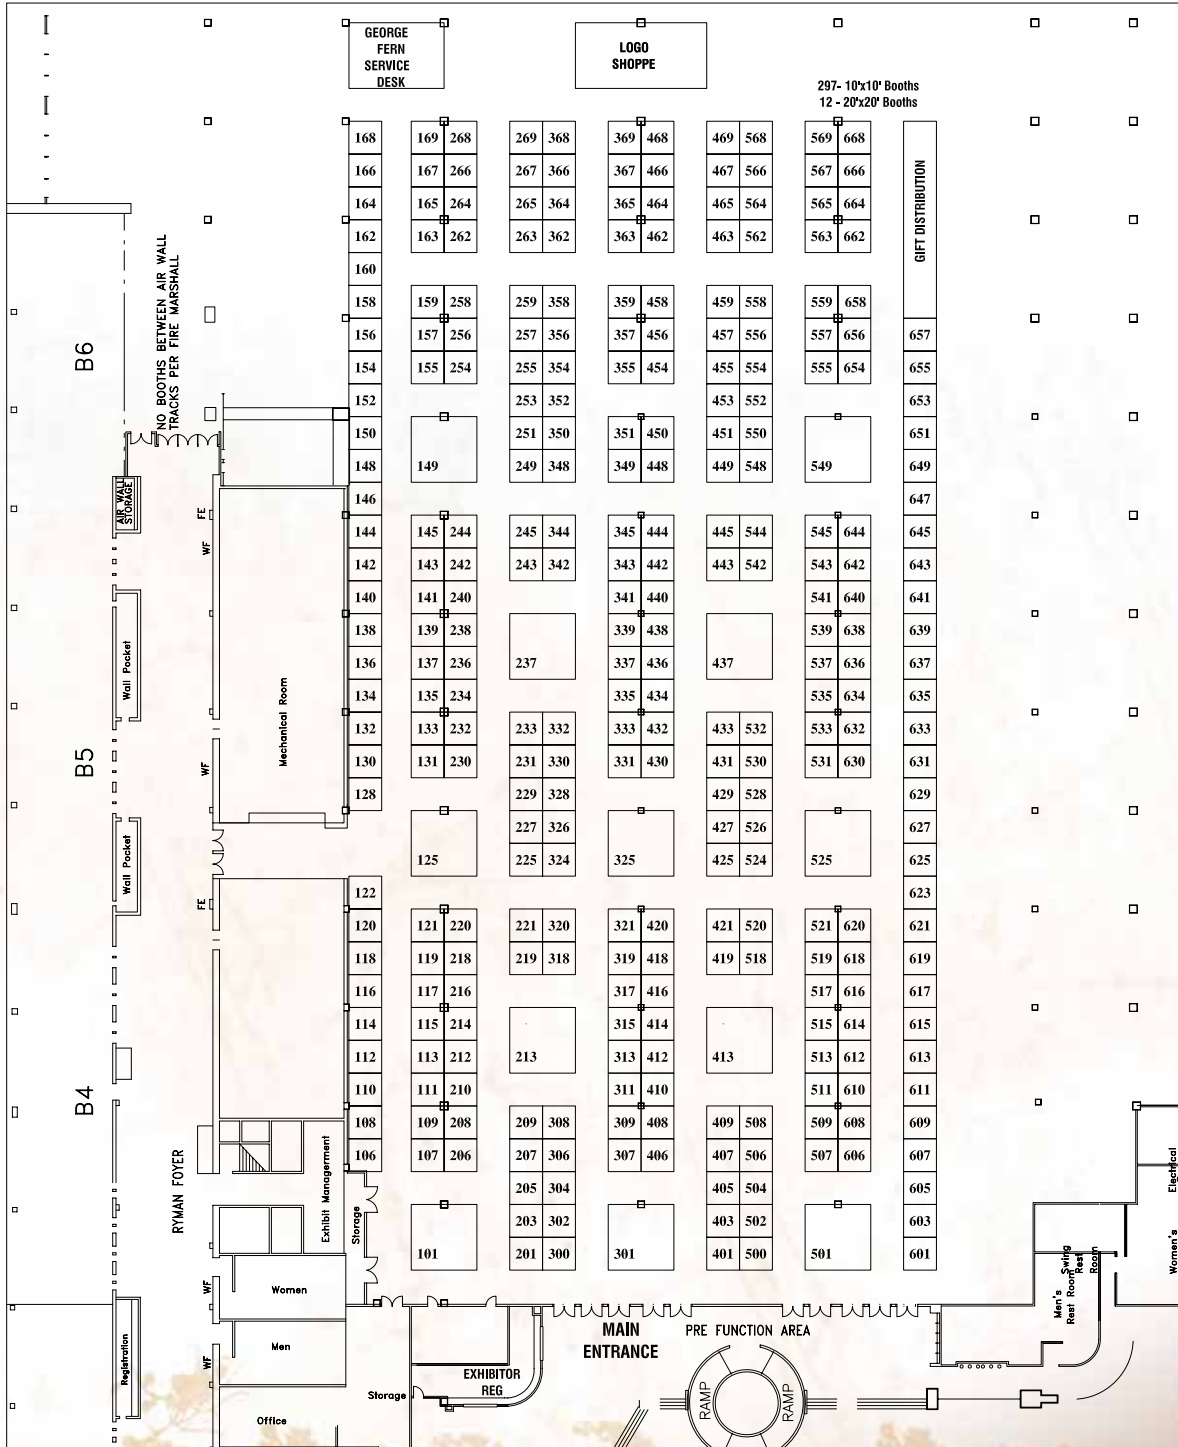 GEORGE
FERN
SERVICE
DESK
LOGO
SHOPPE
297- 10'x10' Booths
12 - 20'x20' Booths
168 169 268 269 368 369 468 469 568 569 668
166 167 266 267 366 367 466 467 566 567 666
164 165 264 265 364 365 464 465 564 565 664
162 163 262 263 362 363 462 463 562 563 662
GIFT DISTRIBUTION
160
158 159 258 259 358 359 458 459 558 559 658
156 157 256 257 356 357 456 457 556 557 656 657
154 155 254 255 354 355 454 455 554 555 654 655
152 253 352 453 552 653
150 251 350 351 450 451 550 651
148 149 249 348 349 448 449 548 549 649
146 647
144 145 244 245 344 345 444 445 544 545 644 645
142 143 242 243 342 343 442 443 542 543 642 643
140 141 240 341 440 541 640 641
138 139 238 339 438 539 638 639
136 137 236 237 337 436 437 537 636 637
134 135 234 335 434 535 634 635
132 133 232 233 332 333 432 433 532 533 632 633
130 131 230 231 330 331 430 431 530 531 630 631
128 229 328 429 528 629
227 326 427 526 627
125 225 324 325 425 524 525 625
122 623
120 121 220 221 320 321 420 421 520 521 620 621
118 119 218 219 318 319 418 419 518 519 618 619
116 117 216 317 416 517 616 617
114 115 214 315 414 515 614 615
112 113 212 213 313 412 413 513 612 613
110 111 210 311 410 511 610 611
108 109 208 209 308 309 408 409 508 509 608 609
106 107 206 207 306 307 406 407 506 507 606 607
205 304 405 504 605
203 302 403 502 603
101 201 300 301 401 500 501 601
NO BOOTHS BETWEEN AIR WALL
TRACKS PER FIRE MARSHALL
B6
AIR WALL
STORAGE
FE
WF
Wall Pocket
Mechanical Room
B5
WF
Wall Pocket
FE
B4
RYMAN FOYER
Exhibit Managerment
Storage
WF
Women
Registration
WF
Men
Storage
Office
EXHIBITOR
REG
MAIN
ENTRANCE
PRE FUNCTION AREA
RAMP
RAMP
Men's
Rest Room
Swing
Rest
Room
Electrical
Women's